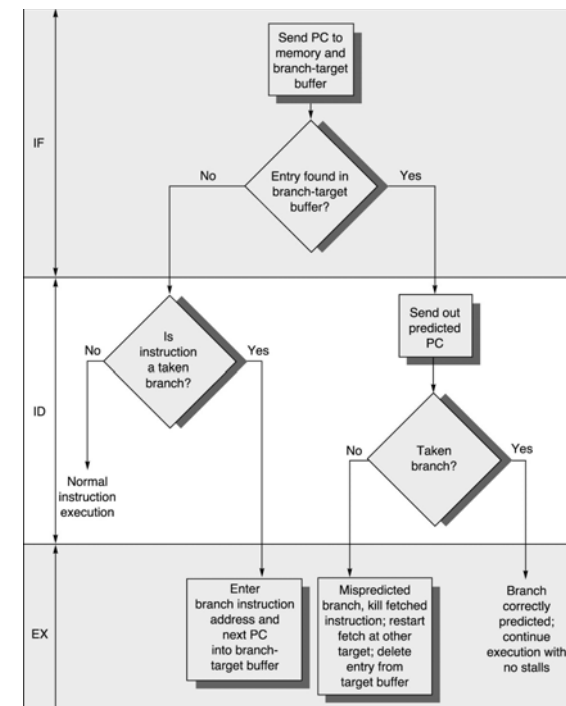 Send PC to
memory and
branch-target
buffer
IF
No
Entry found in
branch-target
buffer?
Yes
Send out
predicted
PC
Is
instruction
a taken
branch?
No
Yes
ID
No
Taken
branch?
Yes
Normal
instruction
execution
EX
Enter
branch instruction
address and
next PC
into branch-
target buffer
Mispredicted
branch, kill fetched
instruction; restart
fetch at other
target; delete
entry from
target buffer
Branch
correctly
predicted;
continue
execution with
no stalls